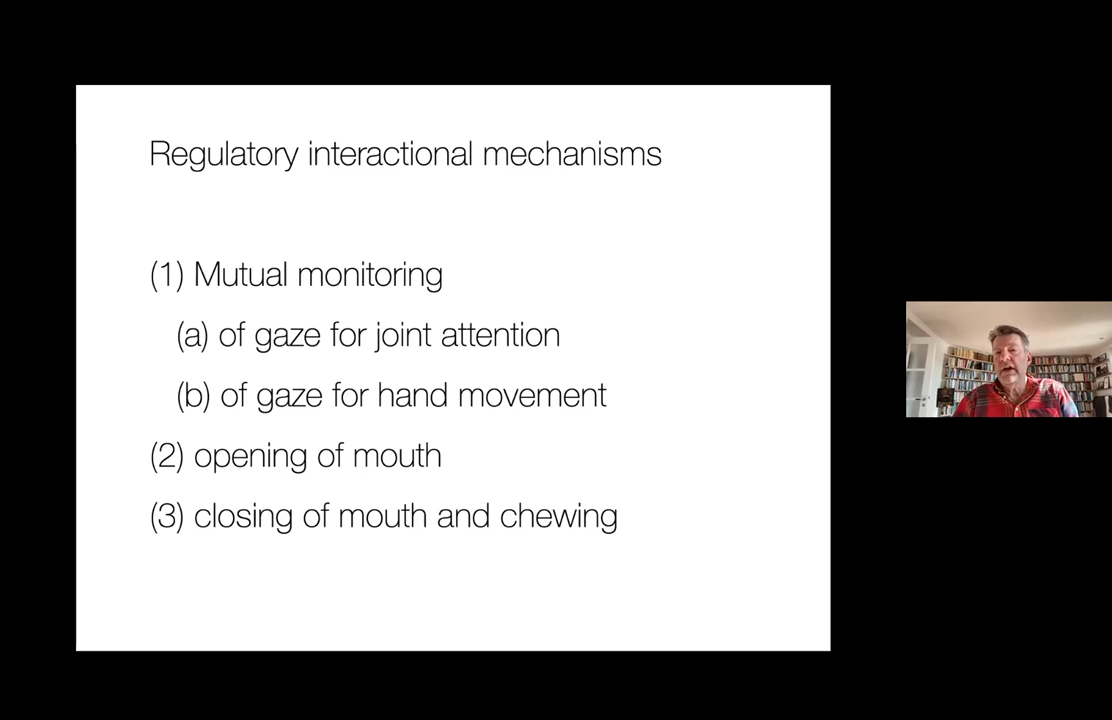 Regulatory interactional mechanisms
(1) Mutual monitoring
(a) of gaze for joint attention
(b) of gaze for hand movement
(2) opening of mouth
(3) closing of mouth and chewing